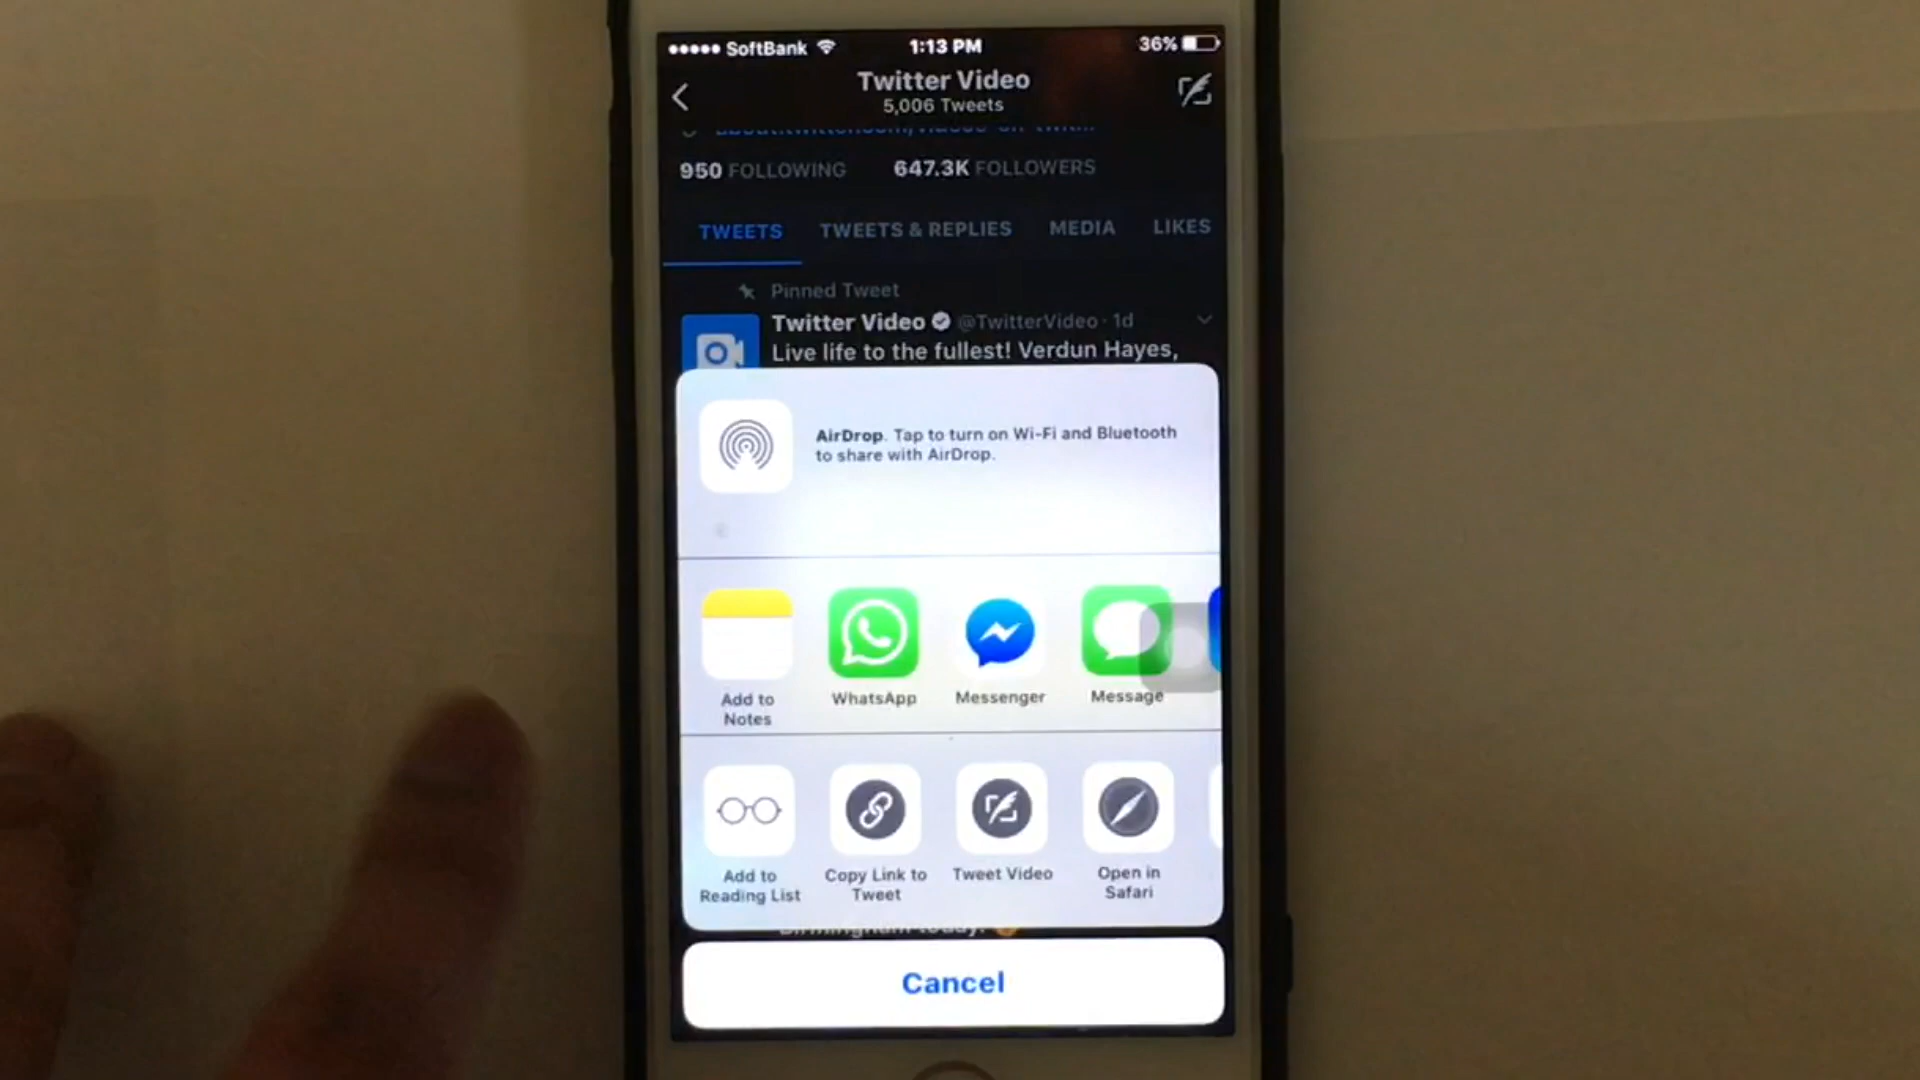 SoftBank 1:13 PM 36%
Twitter Video
5,006 Tweets
950 FOLLOWING 647.3K FOLLOWERS
TWEETS TWEETS & REPLIES MEDIA LIKES
Pinned Tweet
Twitter Video @TwitterVideo · 1d
Live life to the fullest! Verdun Hayes,
AirDrop. Tap to turn on Wi-Fi and Bluetooth
to share with AirDrop.
Add to
Notes
WhatsApp
Messenger
Message
Add to
Reading List
Copy Link to
Tweet
Tweet Video
Open in
Safari
Birmingham today.
Cancel